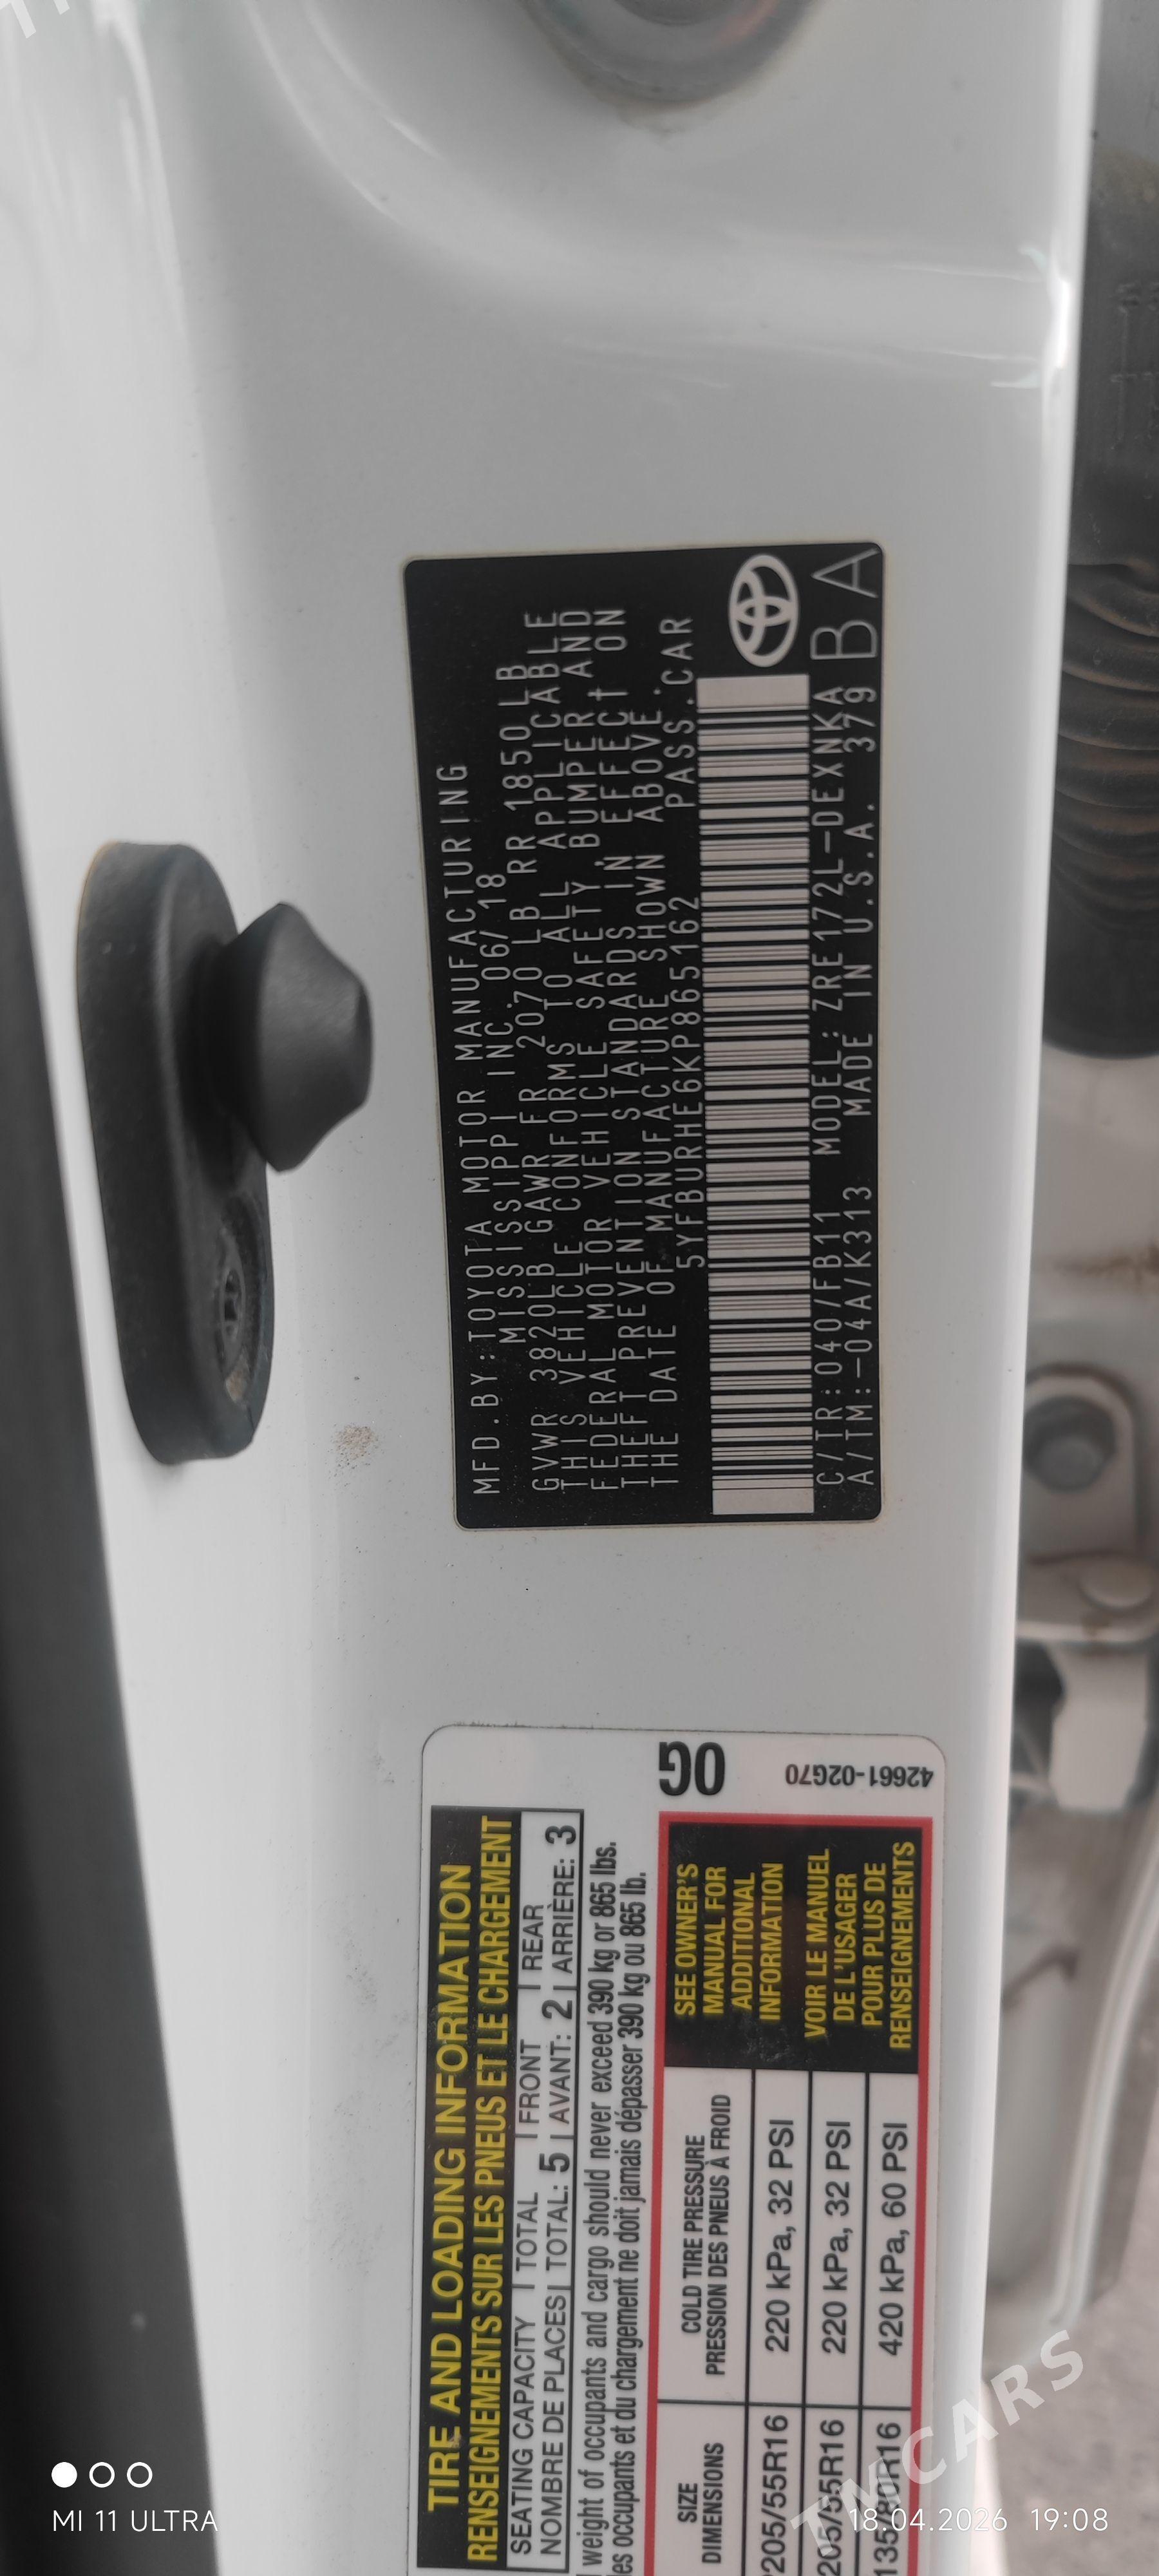 MFD.BY:TOYOTA MOTOR MANUFACTURING
MISSISSIPPI INC. 06/18
GVWR 3820LB GAWR FR 2070 LB RR 1850 LB
THIS VEHICLE CONFORMS TO ALL APPLICABLE
FEDERAL MOTOR VEHICLE SAFETY, BUMPER AND
THEFT PREVENTION STANDARDS IN EFFECT ON
THE DATE OF MANUFACTURE SHOWN ABOVE.
5YFBURHE6KP865162 PASS.CAR
C/TR:040/FB11 MODEL:ZRE172L-DEXNKA
A/TM:-04A/K313 MADE IN U.S.A. 379
BA
TIRE AND LOADING INFORMATION
RENSEIGNEMENTS SUR LES PNEUS ET LE CHARGEMENT
SEATING CAPACITY | TOTAL | FRONT | REAR
NOMBRE DE PLACES | TOTAL: 5 | AVANT: 2 | ARRIÈRE: 3
weight of occupants and cargo should never exceed 390 kg or 865 lbs.
es occupants et du chargement ne doit jamais dépasser 390 kg ou 865 lb.
0G
42661-02G70
SIZE
DIMENSIONS
COLD TIRE PRESSURE
PRESSION DES PNEUS À FROID
205/55R16 220 kPa, 32 PSI
205/55R16 220 kPa, 32 PSI
135/80R16 420 kPa, 60 PSI
SEE OWNER'S
MANUAL FOR
ADDITIONAL
INFORMATION
VOIR LE MANUEL
DE L'USAGER
POUR PLUS DE
RENSEIGNEMENTS
TMCARS
MI 11 ULTRA
18.04.2026 19:08